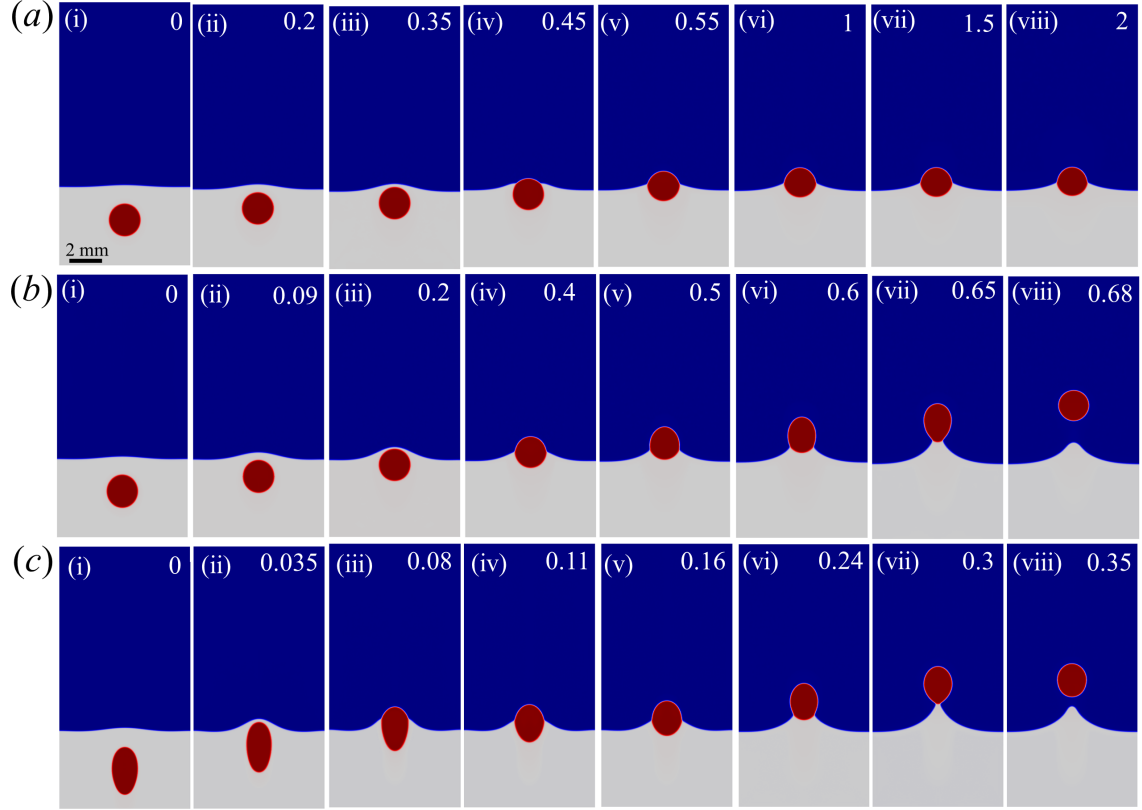 (a) (i) 0 (ii) 0.2 (iii) 0.35 (iv) 0.45 (v) 0.55 (vi) 1 (vii) 1.5 (viii) 2
2 mm
(b) (i) 0 (ii) 0.09 (iii) 0.2 (iv) 0.4 (v) 0.5 (vi) 0.6 (vii) 0.65 (viii) 0.68
(c) (i) 0 (ii) 0.035 (iii) 0.08 (iv) 0.11 (v) 0.16 (vi) 0.24 (vii) 0.3 (viii) 0.35